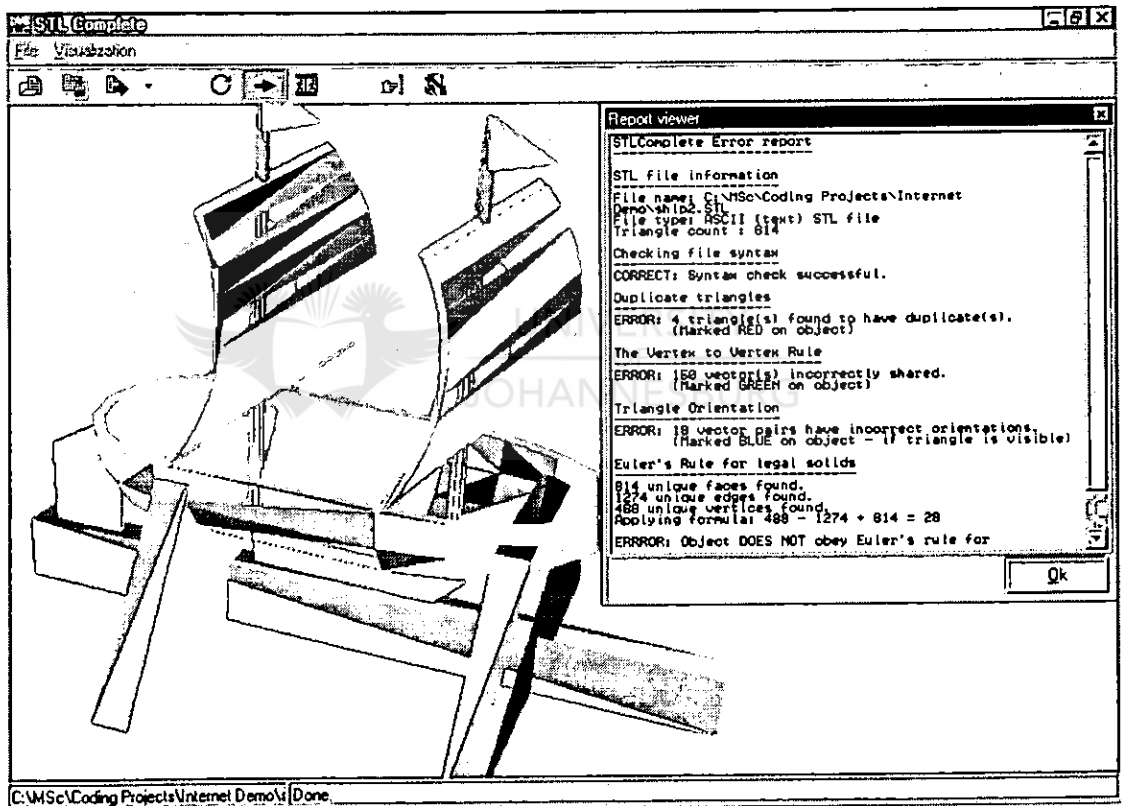 STL Complete
File Visualization
Report viewer
STLComplete Error report
STL file information
File name: C:\MSc\Coding Projects\Internet
Demo\ship2.STL
File type: ASCII (text) STL file
Triangle count : 814
Checking file syntax
CORRECT: Syntax check successful.
Duplicate triangles
ERROR: 4 triangle(s) found to have duplicate(s).
(Marked RED on object)
The Vertex to Vertex Rule
ERROR: 160 vector(s) incorrectly shared.
(Marked GREEN on object)
Triangle Orientation
ERROR: 18 vector pairs have incorrect orientations.
(Marked BLUE on object - if triangle is visible)
Euler's Rule for legal solids
814 unique faces found.
1274 unique edges found.
488 unique vertices found.
Applying formula: 488 - 1274 + 814 = 28
ERRROR: Object DOES NOT obey Euler's rule for
Ok
UNIVERSITY
JOHANNESBURG
C:\MSc\Coding Projects\Internet Demo\s Done